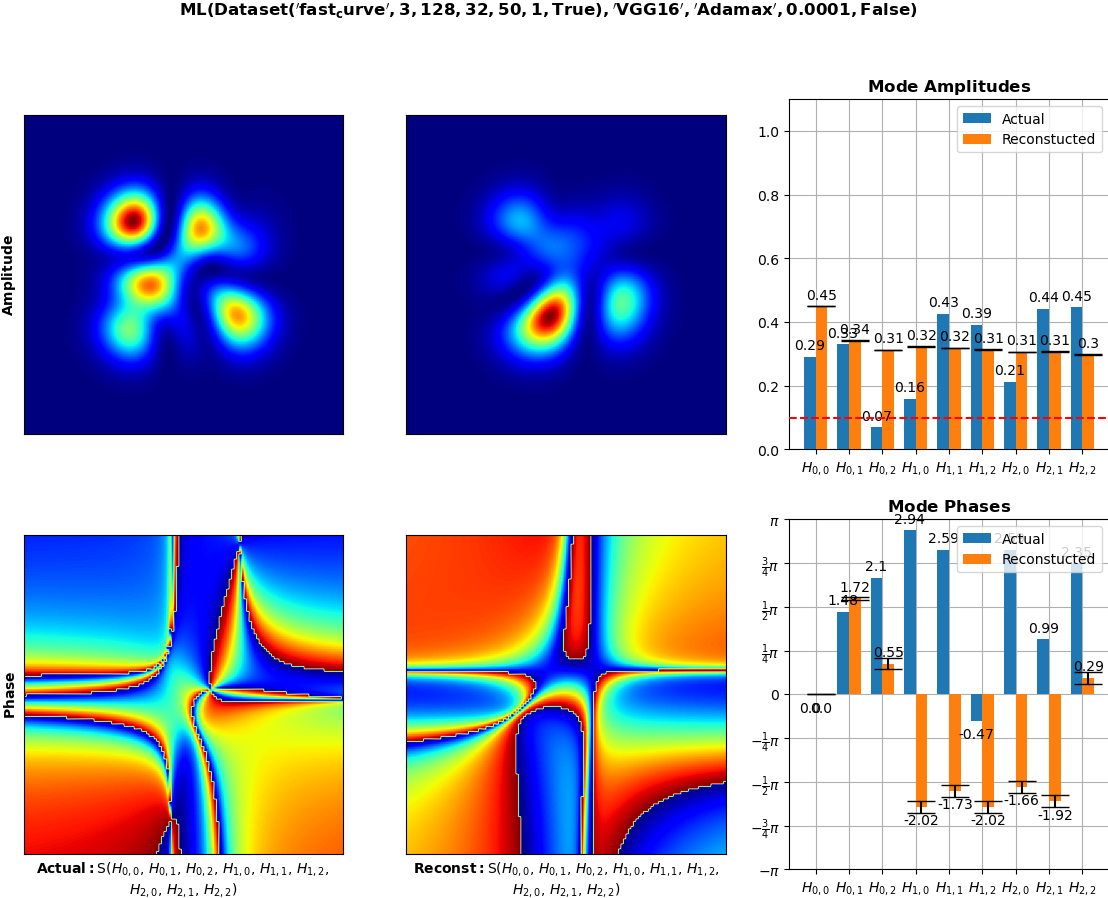 ML(Dataset('fast_curve', 3, 128, 32, 50, 1, True), 'VGG16', 'Adamax', 0.0001, False)
Amplitude
Mode Amplitudes
Actual
Reconstucted
1.0
0.8
0.6
0.4
0.2
0.0
0.29
0.45
0.33
0.34
0.07
0.31
0.16
0.32
0.43
0.32
0.39
0.31
0.21
0.31
0.44
0.31
0.45
0.3
H0,0 H0,1 H0,2 H1,0 H1,1 H1,2 H2,0 H2,1 H2,2
Phase
Mode Phases
Actual
Reconstucted
π
3/4π
1/2π
1/4π
0
−1/4π
−1/2π
−3/4π
−π
0.0
0.0
1.48
1.72
2.1
0.55
2.94
-2.02
2.59
-1.73
-0.47
-2.02
-1.66
0.99
-1.92
2.35
0.29
H0,0 H0,1 H0,2 H1,0 H1,1 H1,2 H2,0 H2,1 H2,2
Actual: S(H0,0, H0,1, H0,2, H1,0, H1,1, H1,2,
H2,0, H2,1, H2,2)
Reconst: S(H0,0, H0,1, H0,2, H1,0, H1,1, H1,2,
H2,0, H2,1, H2,2)